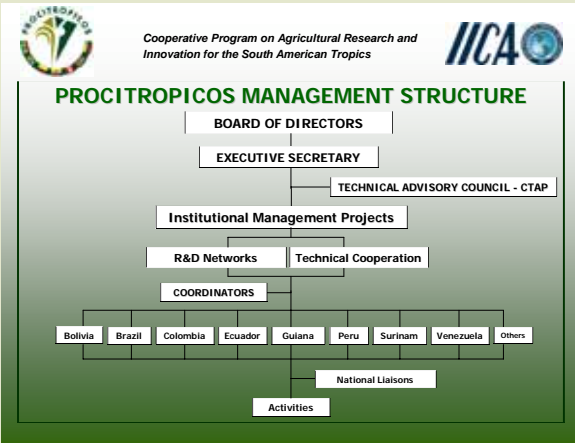 PROCITROPICOS
Cooperative Program on Agricultural Research and
Innovation for the South American Tropics
IICA
PROCITROPICOS MANAGEMENT STRUCTURE
BOARD OF DIRECTORS
EXECUTIVE SECRETARY
TECHNICAL ADVISORY COUNCIL - CTAP
Institutional Management Projects
R&D Networks
Technical Cooperation
COORDINATORS
Bolivia
Brazil
Colombia
Ecuador
Guiana
Peru
Surinam
Venezuela
Others
National Liaisons
Activities